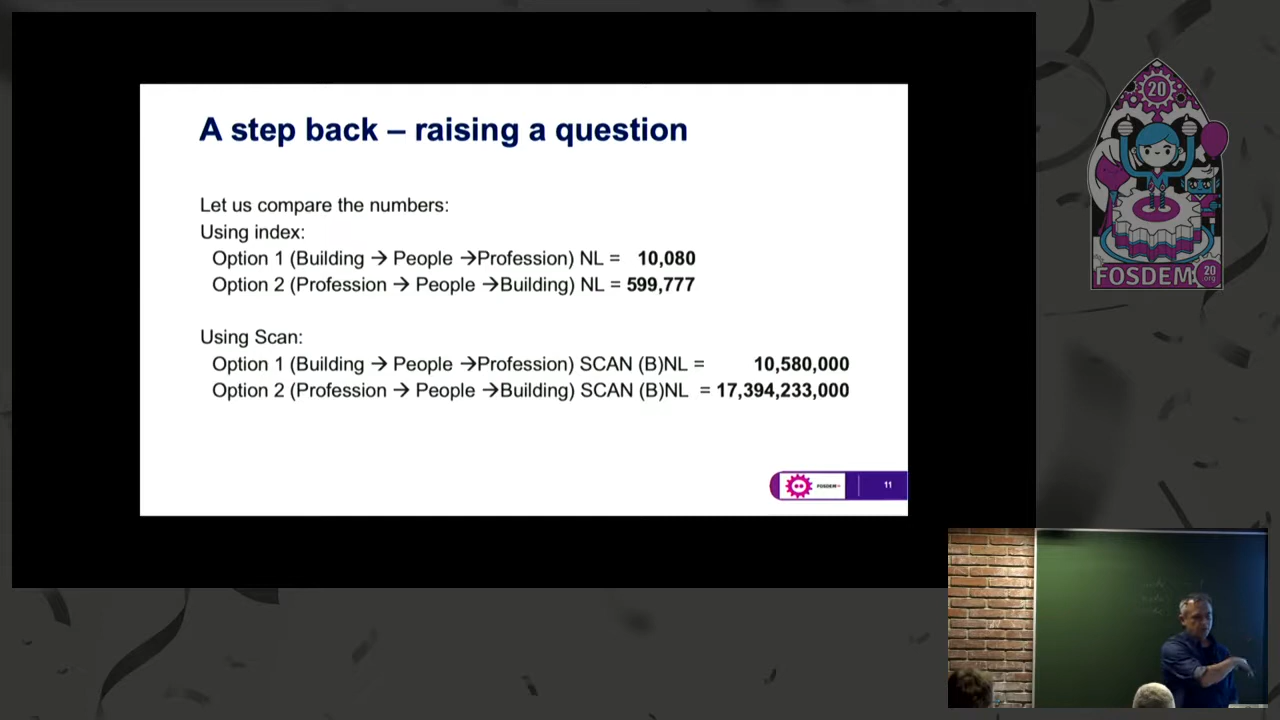 A step back – raising a question
Let us compare the numbers:
Using index:
Option 1 (Building → People →Profession) NL = 10,080
Option 2 (Profession → People →Building) NL = 599,777
Using Scan:
Option 1 (Building → People →Profession) SCAN (B)NL = 10,580,000
Option 2 (Profession → People →Building) SCAN (B)NL = 17,394,233,000
FOSDEM
11
20
FOSDEM 20
org